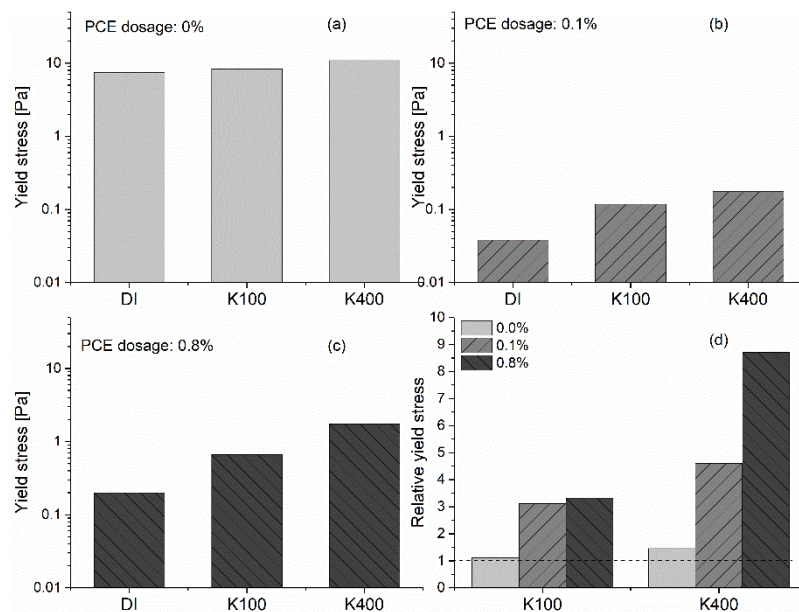 PCE dosage: 0%
(a)
Yield stress [Pa]
10
1
0.1
0.01
DI
K100
K400
PCE dosage: 0.1%
(b)
Yield stress [Pa]
10
1
0.1
0.01
DI
K100
K400
PCE dosage: 0.8%
(c)
Yield stress [Pa]
10
1
0.1
0.01
DI
K100
K400
0.0%
0.1%
0.8%
(d)
Relative yield stress
10
9
8
7
6
5
4
3
2
1
0
K100
K400